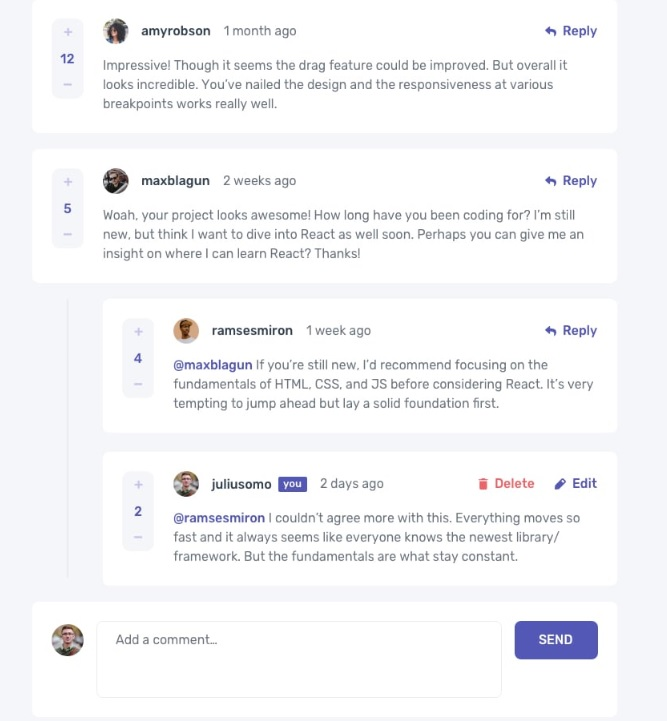 +
amyrobson 1 month ago Reply
12
Impressive! Though it seems the drag feature could be improved. But overall it
looks incredible. You’ve nailed the design and the responsiveness at various
breakpoints works really well.
−
+
maxblagun 2 weeks ago Reply
5
Woah, your project looks awesome! How long have you been coding for? I’m still
new, but think I want to dive into React as well soon. Perhaps you can give me an
insight on where I can learn React? Thanks!
−
+
ramsesmiron 1 week ago Reply
4
@maxblagun If you’re still new, I’d recommend focusing on the
fundamentals of HTML, CSS, and JS before considering React. It’s very
tempting to jump ahead but lay a solid foundation first.
−
+
juliusomo you 2 days ago Delete Edit
2
@ramsesmiron I couldn’t agree more with this. Everything moves so
fast and it always seems like everyone knows the newest library/
framework. But the fundamentals are what stay constant.
−
Add a comment…
SEND